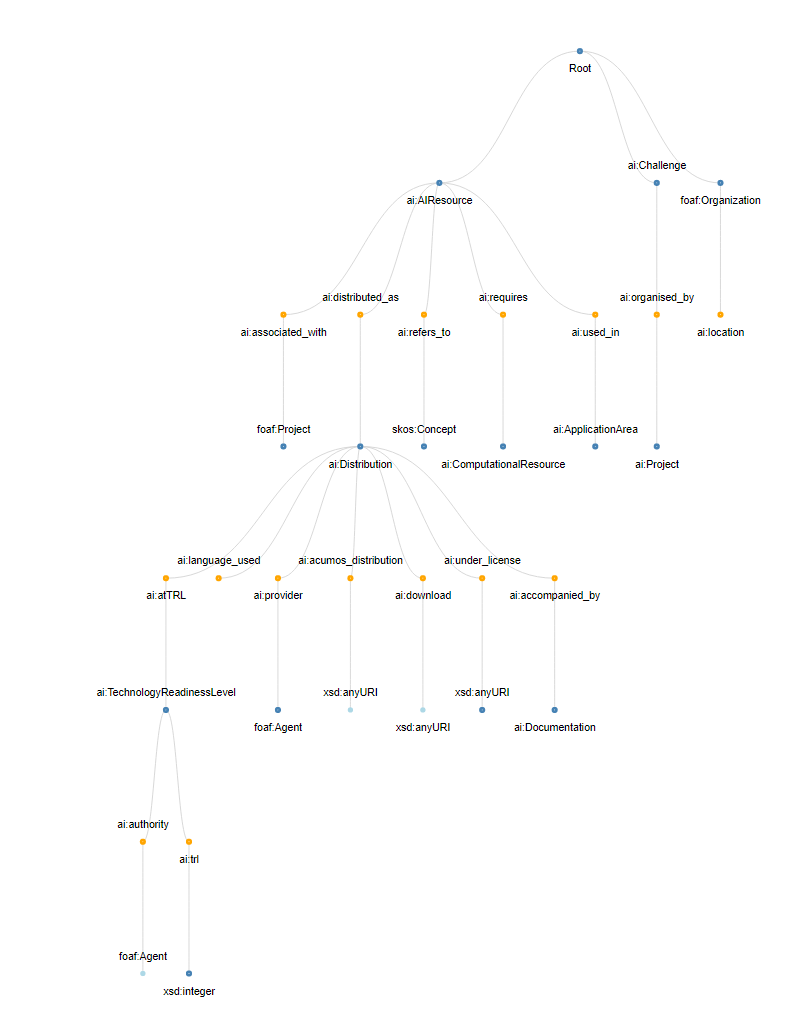 Root
ai:Challenge
ai:AIResource
foaf:Organization
ai:distributed_as
ai:requires
ai:organised_by
ai:associated_with
ai:refers_to
ai:used_in
ai:location
foaf:Project
skos:Concept
ai:ApplicationArea
ai:Distribution
ai:ComputationalResource
ai:Project
ai:language_used
ai:acumos_distribution
ai:under_license
ai:atTRL
ai:provider
ai:download
ai:accompanied_by
ai:TechnologyReadinessLevel
xsd:anyURI
xsd:anyURI
foaf:Agent
xsd:anyURI
ai:Documentation
ai:authority
ai:trl
foaf:Agent
xsd:integer